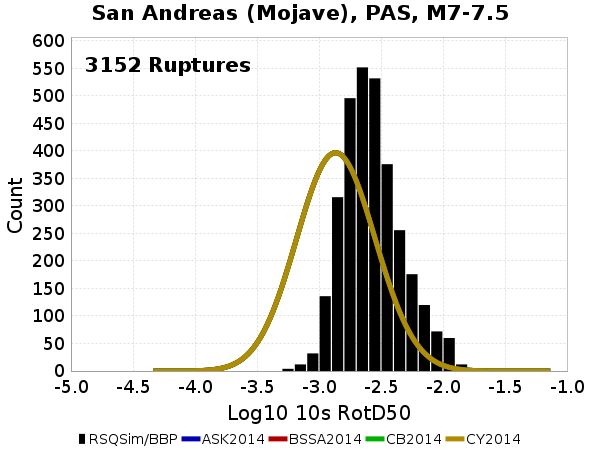 San Andreas (Mojave), PAS, M7-7.5
3152 Ruptures
Count
600
550
500
450
400
350
300
250
200
150
100
50
0
-5.0 -4.5 -4.0 -3.5 -3.0 -2.5 -2.0 -1.5 -1.0
Log10 10s RotD50
RSQSim/BBP ASK2014 BSSA2014 CB2014 CY2014